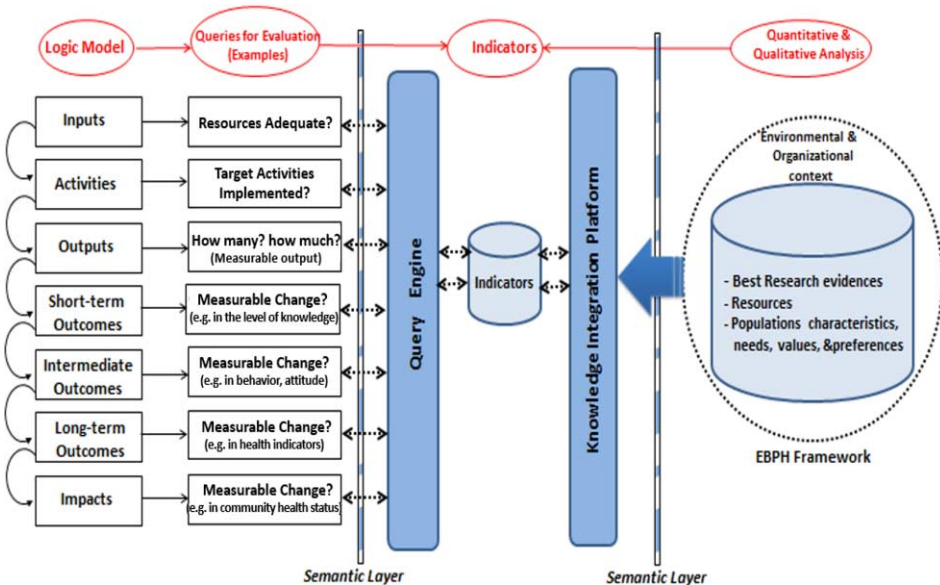 Logic Model
Queries for Evaluation
(Examples)
Indicators
Quantitative &
Qualitative Analysis
Inputs
Resources Adequate?
Activities
Target Activities
Implemented?
Outputs
How many? how much?
(Measurable output)
Short-term
Outcomes
Measurable Change?
(e.g. in the level of knowledge)
Intermediate
Outcomes
Measurable Change?
(e.g. in behavior, attitude)
Long-term
Outcomes
Measurable Change?
(e.g. in health indicators)
Impacts
Measurable Change?
(e.g. in community health status)
Query Engine
Indicators
Knowledge Integration Platform
Environmental &
Organizational
context
- Best Research evidences
- Resources
- Populations characteristics,
needs, values, &preferences
EBPH Framework
Semantic Layer
Semantic Layer